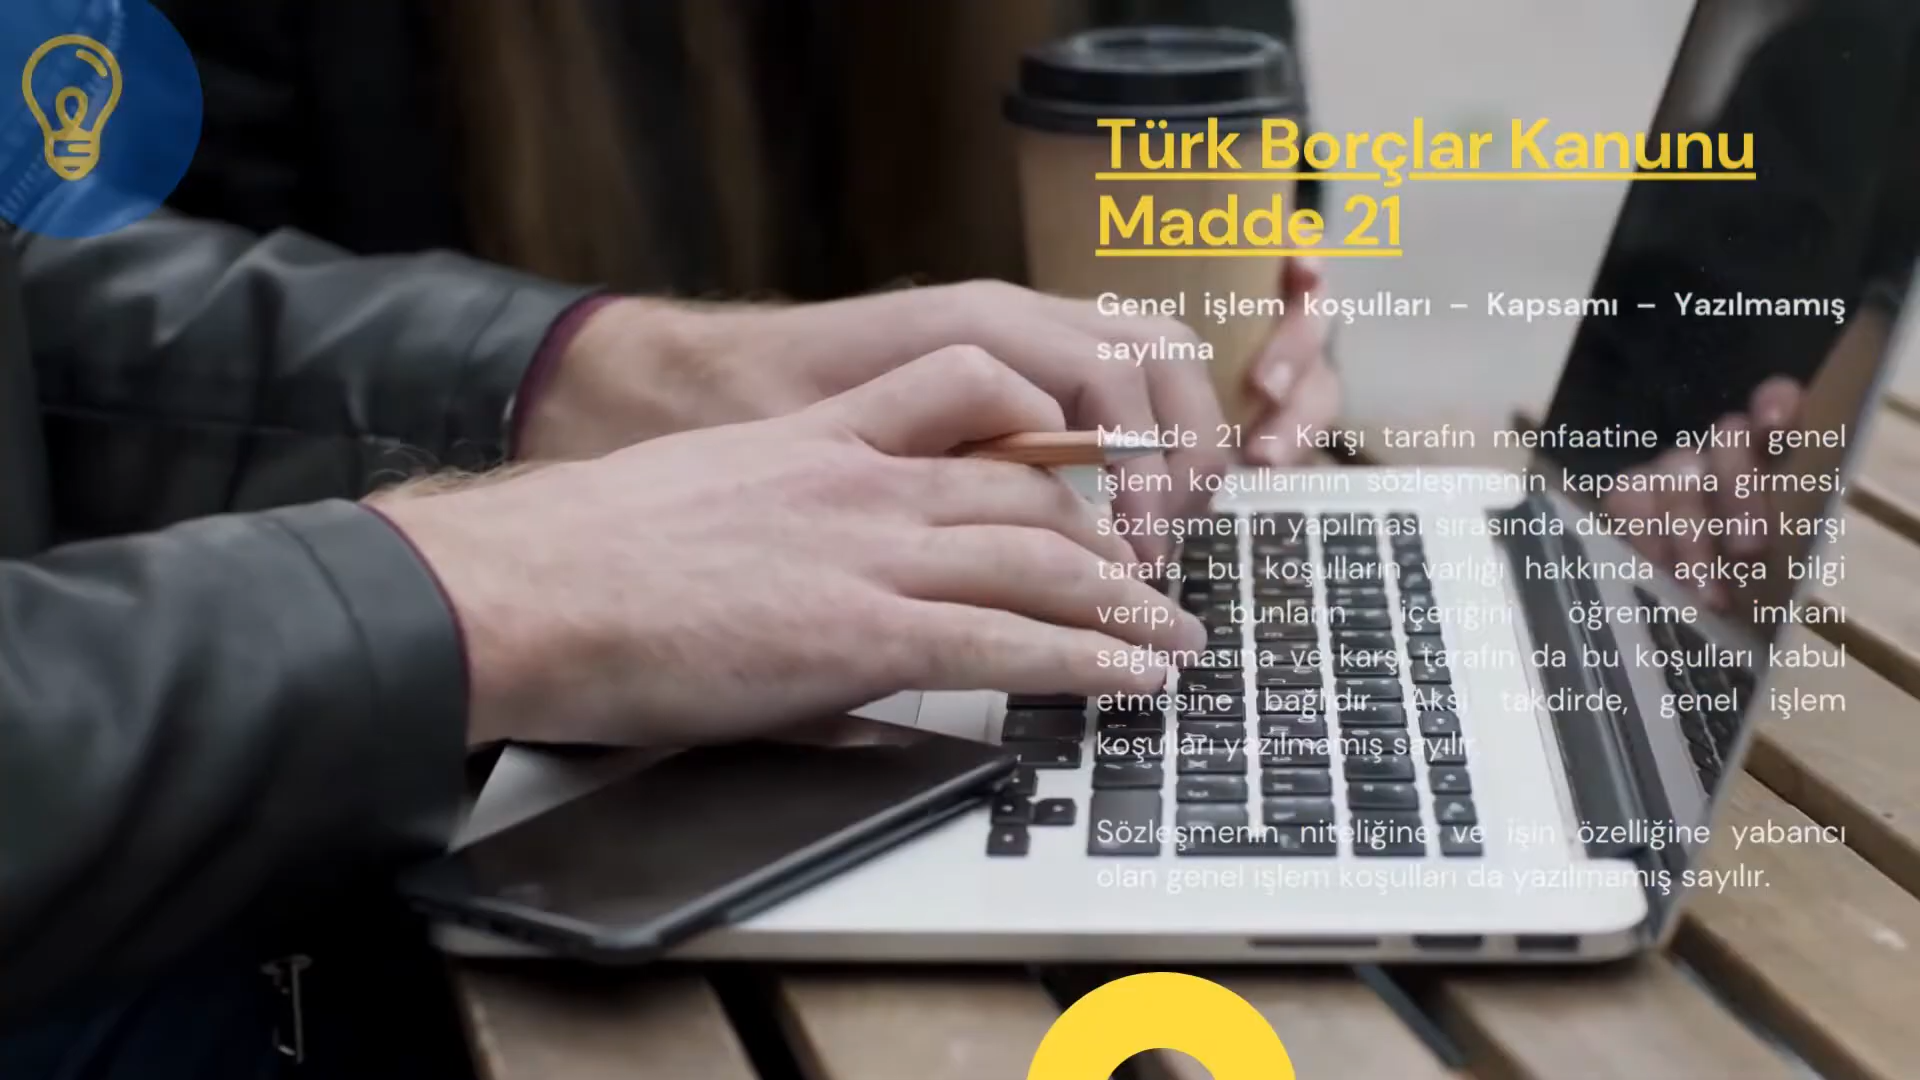 Türk Borçlar Kanunu
Madde 21
Genel işlem koşulları – Kapsamı – Yazılmamış
sayılma
Madde 21 – Karşı tarafın menfaatine aykırı genel
işlem koşullarının sözleşmenin kapsamına girmesi,
sözleşmenin yapılması sırasında düzenleyenin karşı
tarafa, bu koşulların varlığı hakkında açıkça bilgi
verip, bunların içeriğini öğrenme imkanı
sağlamasına ve karşı tarafın da bu koşulları kabul
etmesine bağlıdır. Aksi takdirde, genel işlem
koşulları yazılmamış sayılır.
Sözleşmenin niteliğine ve işin özelliğine yabancı
olan genel işlem koşulları da yazılmamış sayılır.